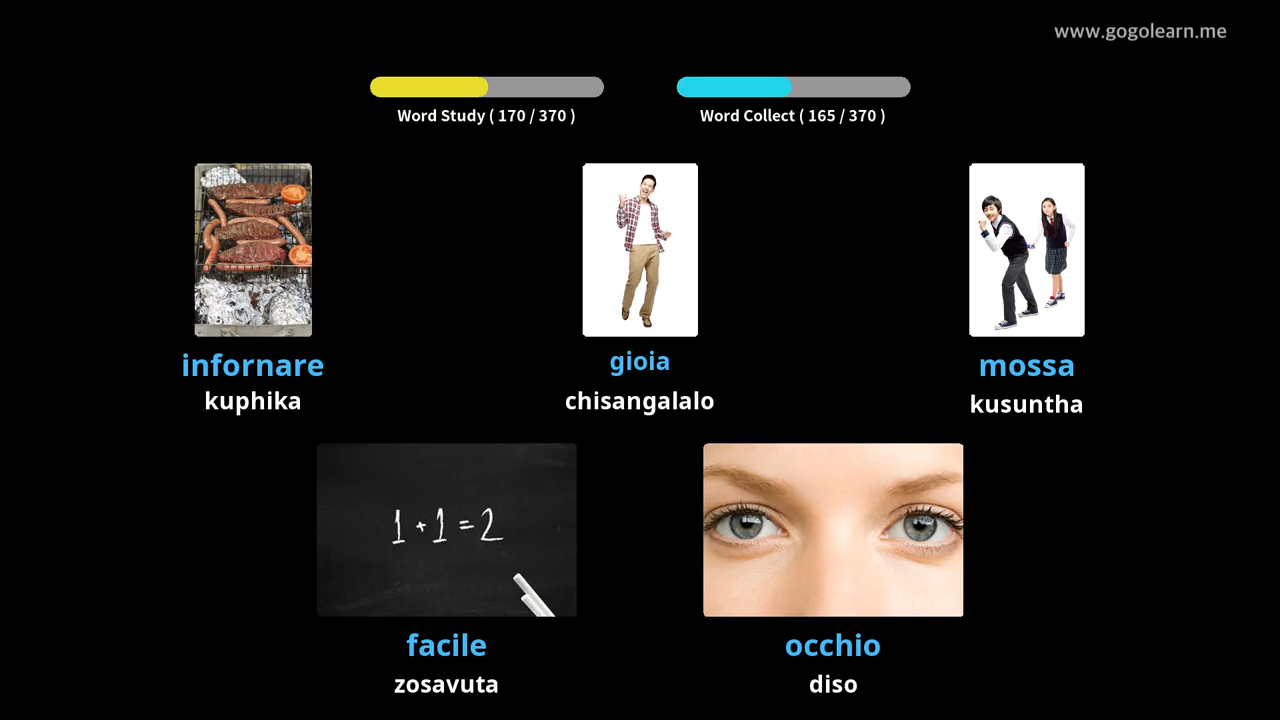 www.gogolearn.me
Word Study ( 170 / 370 )
Word Collect ( 165 / 370 )
infornare
kuphika
gioia
chisangalalo
mossa
kusuntha
1 + 1 = 2
facile
zosavuta
occhio
diso